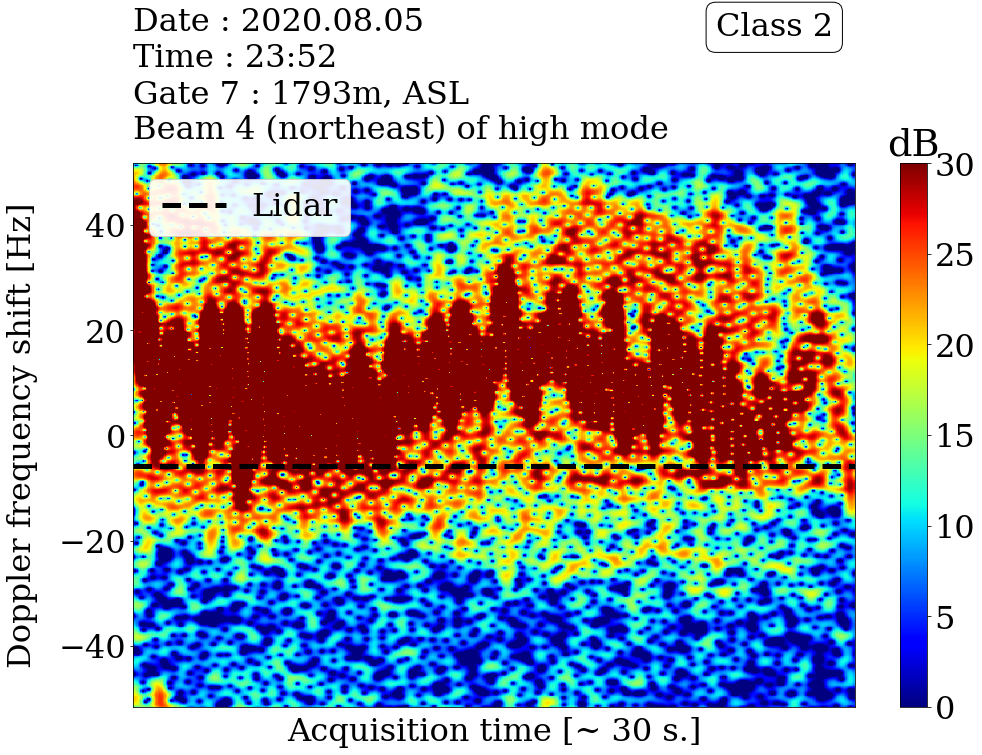 Date : 2020.08.05
Time : 23:52
Gate 7 : 1793m, ASL
Beam 4 (northeast) of high mode
Class 2
dB
Lidar
Doppler frequency shift [Hz]
40
20
0
−20
−40
30
25
20
15
10
5
0
Acquisition time [~ 30 s.]